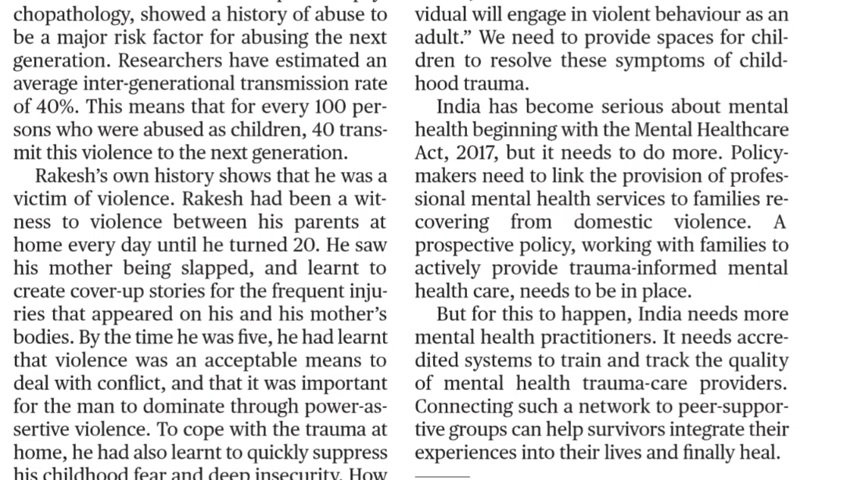 chopathology, showed a history of abuse to
be a major risk factor for abusing the next
generation. Researchers have estimated an
average inter-generational transmission rate
of 40%. This means that for every 100 per-
sons who were abused as children, 40 trans-
mit this violence to the next generation.
Rakesh’s own history shows that he was a
victim of violence. Rakesh had been a wit-
ness to violence between his parents at
home every day until he turned 20. He saw
his mother being slapped, and learnt to
create cover-up stories for the frequent inju-
ries that appeared on his and his mother’s
bodies. By the time he was five, he had learnt
that violence was an acceptable means to
deal with conflict, and that it was important
for the man to dominate through power-as-
sertive violence. To cope with the trauma at
home, he had also learnt to quickly suppress
his childhood fear and deep insecurity. How
vidual will engage in violent behaviour as an
adult.” We need to provide spaces for chil-
dren to resolve these symptoms of child-
hood trauma.
India has become serious about mental
health beginning with the Mental Healthcare
Act, 2017, but it needs to do more. Policy-
makers need to link the provision of profes-
sional mental health services to families re-
covering from domestic violence. A
prospective policy, working with families to
actively provide trauma-informed mental
health care, needs to be in place.
But for this to happen, India needs more
mental health practitioners. It needs accre-
dited systems to train and track the quality
of mental health trauma-care providers.
Connecting such a network to peer-suppor-
tive groups can help survivors integrate their
experiences into their lives and finally heal.